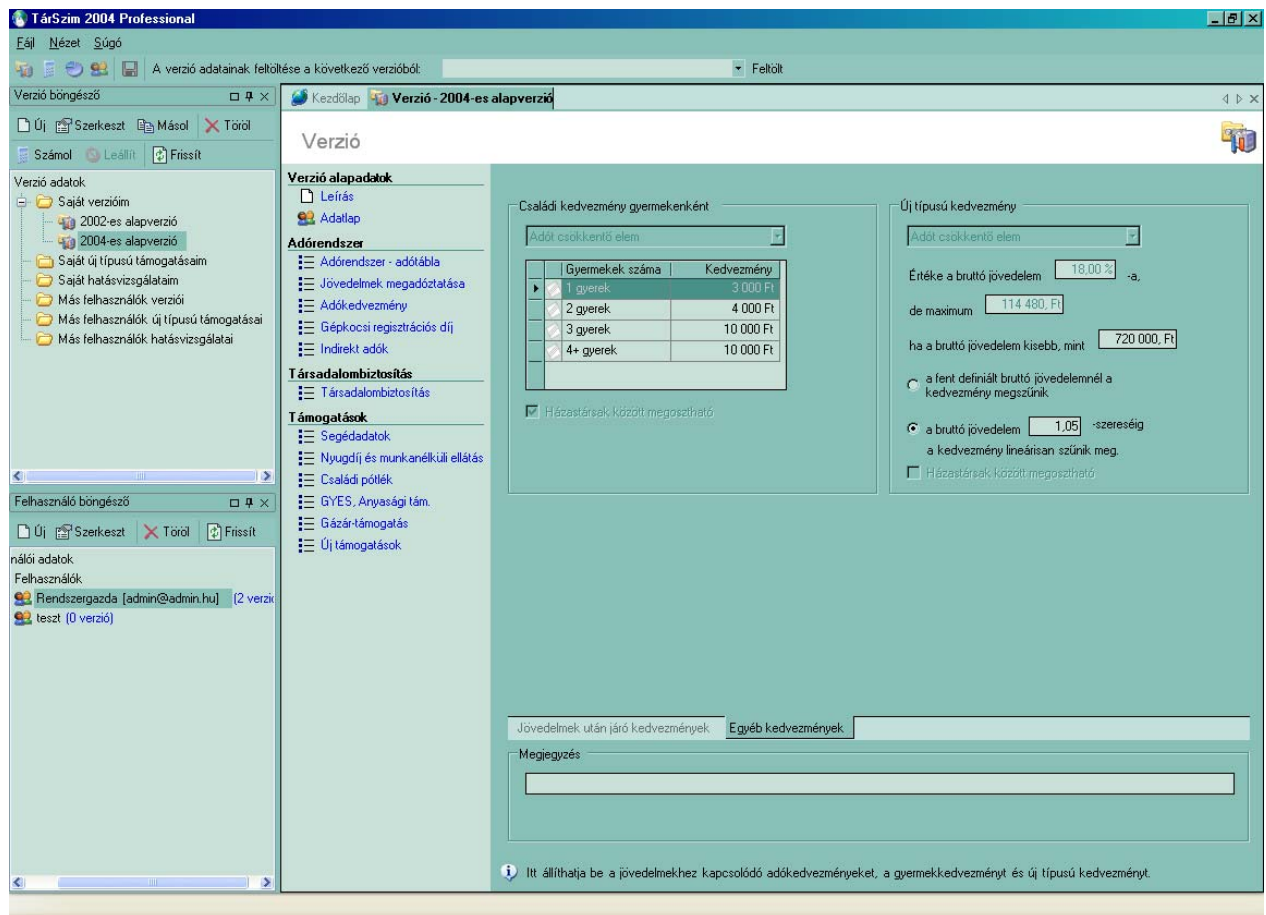 TárSzim 2004 Professional
Fájl Nézet Súgó
A verzió adatainak feltöltése a következő verzióból: Feltölt
Verzió böngésző
Új Szerkeszt Másol Töröl
Számol Leállít Frissít
Verzió adatok
Saját verzióim
2002-es alapverzió
2004-es alapverzió
Saját új típusú támogatásaim
Saját hatásvizsgálataim
Más felhasználók verziói
Más felhasználók új típusú támogatásai
Más felhasználók hatásvizsgálatai
Felhasználó böngésző
Új Szerkeszt Töröl Frissít
nálói adatok
Felhasználók
Rendszergazda [admin@admin.hu] (2 verzió
teszt (0 verzió)
Kezdőlap Verzió - 2004-es alapverzió
Verzió
Verzió alapadatok
Leírás
Adatlap
Adórendszer
Adórendszer - adótábla
Jövedelmek megadóztatása
Adókedvezmény
Gépkocsi regisztrációs díj
Indirekt adók
Társadalombiztosítás
Társadalombiztosítás
Támogatások
Segédadatok
Nyugdíj és munkanélküli ellátás
Családi pótlék
GYES, Anyasági tám.
Gázár-támogatás
Új támogatások
Családi kedvezmény gyermekenként
Adót csökkentő elem
Gyermekek száma Kedvezmény
1 gyerek 3 000 Ft
2 gyerek 4 000 Ft
3 gyerek 10 000 Ft
4+ gyerek 10 000 Ft
Házastársak között megosztható
Új típusú kedvezmény
Adót csökkentő elem
Értéke a bruttó jövedelem 18,00 % -a,
de maximum 114 480, Ft
ha a bruttó jövedelem kisebb, mint 720 000, Ft
a fent definiált bruttó jövedelemnél a
kedvezmény megszűnik
a bruttó jövedelem 1,05 -szereséig
a kedvezmény lineárisan szűnik meg.
Házastársak között megosztható
Jövedelmek után járó kedvezmények Egyéb kedvezmények
Megjegyzés
Itt állíthatja be a jövedelmekhez kapcsolódó adókedvezményeket, a gyermekkedvezményt és új típusú kedvezményt.